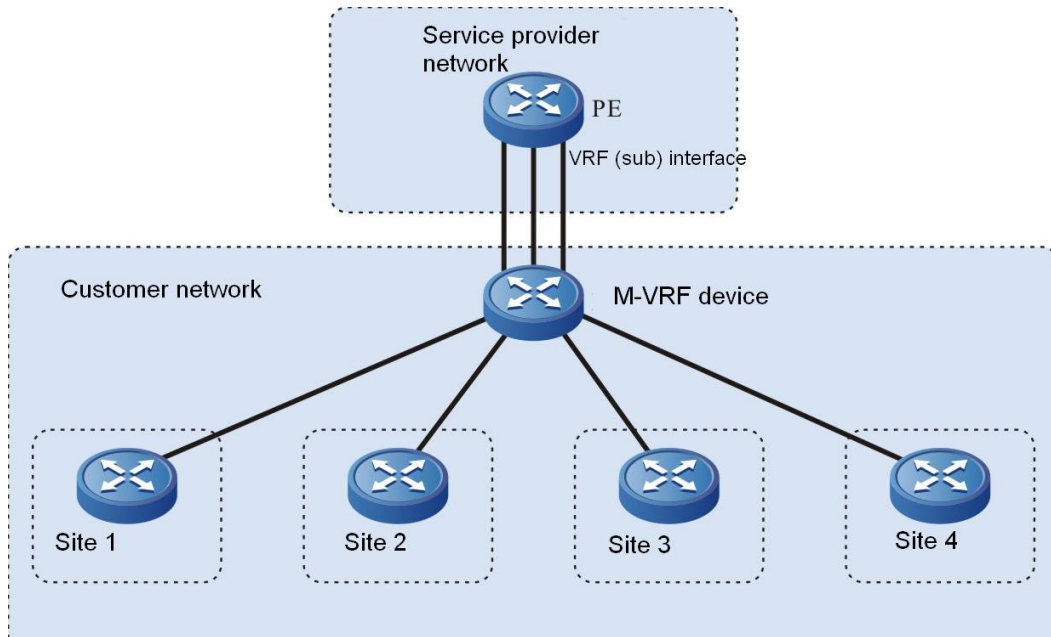 Service provider
network
PE
VRF (sub) interface
Customer network
M-VRF device
Site 1
Site 2
Site 3
Site 4